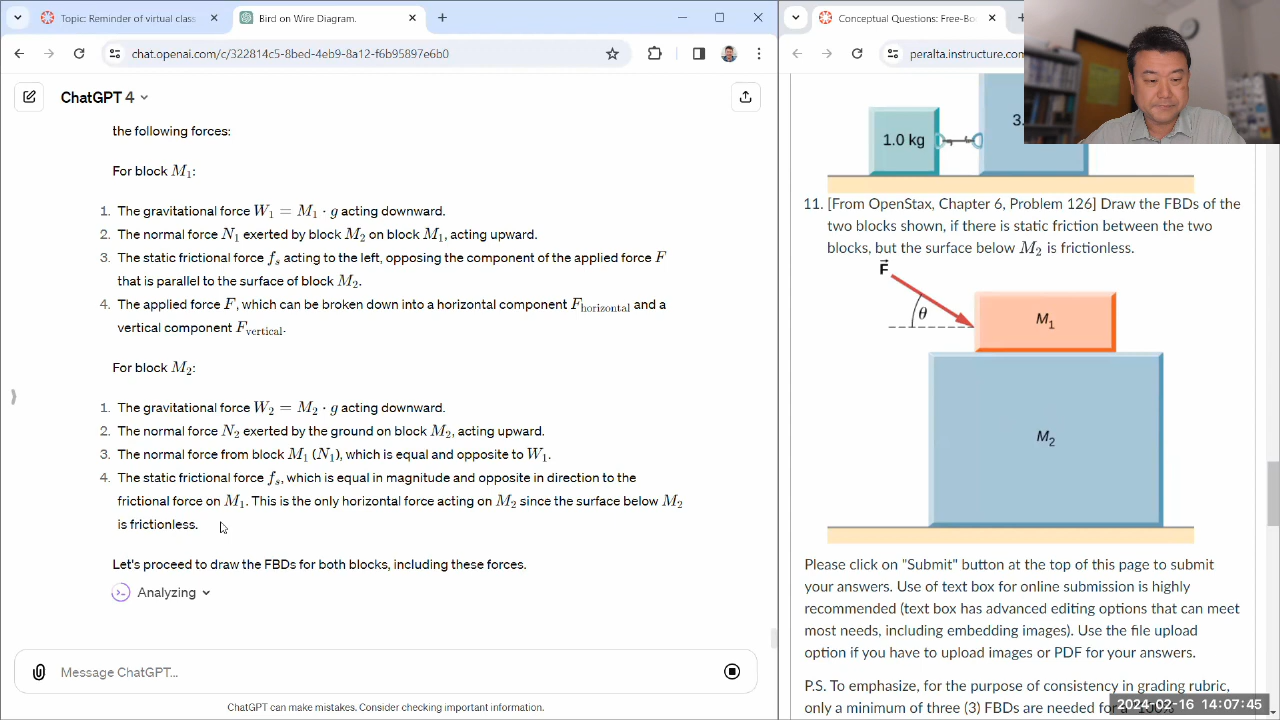 Topic: Reminder of virtual class
Bird on Wire Diagram.
Conceptual Questions: Free-Bo
chat.openai.com/c/322814c5-8bed-4eb9-8a12-f6b95897e6b0
peralta.instructure.com
ChatGPT 4
the following forces:
For block M₁:
1. The gravitational force W₁ = M₁ · g acting downward.
2. The normal force N₁ exerted by block M₂ on block M₁, acting upward.
3. The static frictional force fₛ acting to the left, opposing the component of the applied force F
that is parallel to the surface of block M₂.
4. The applied force F, which can be broken down into a horizontal component F_horizontal and a
vertical component F_vertical.
For block M₂:
1. The gravitational force W₂ = M₂ · g acting downward.
2. The normal force N₂ exerted by the ground on block M₂, acting upward.
3. The normal force from block M₁ (N₁), which is equal and opposite to W₁.
4. The static frictional force fₛ, which is equal in magnitude and opposite in direction to the
frictional force on M₁. This is the only horizontal force acting on M₂ since the surface below M₂
is frictionless.
Let's proceed to draw the FBDs for both blocks, including these forces.
Analyzing
Message ChatGPT...
ChatGPT can make mistakes. Consider checking important information.
1.0 kg
3.
11. [From OpenStax, Chapter 6, Problem 126] Draw the FBDs of the
two blocks shown, if there is static friction between the two
blocks, but the surface below M₂ is frictionless.
F⃗
θ
M₁
M₂
Please click on "Submit" button at the top of this page to submit
your answers. Use of text box for online submission is highly
recommended (text box has advanced editing options that can meet
most needs, including embedding images). Use the file upload
option if you have to upload images or PDF for your answers.
P.S. To emphasize, for the purpose of consistency in grading rubric,
only a minimum of three (3) FBDs are needed for a "100%"
2024-02-16 14:07:45